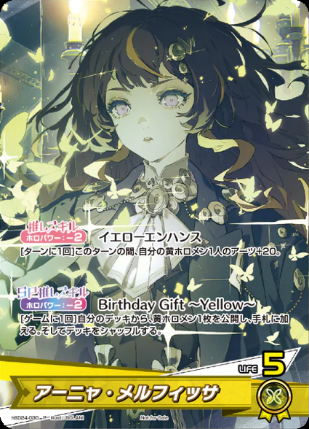 推しスキル
ホロパワー:-2
イエローエンハンス
[ターンに1回]このターンの間、自分の黄ホロメン1人のアーツ+20。
SP推しスキル
ホロパワー:-2
Birthday Gift ～Yellow～
[ゲームに1回]自分のデッキから、黄ホロメン1枚を公開し、手札に加
える。そしてデッキをシャッフルする。
LIFE 5
アーニャ・メルフィッサ
Not for Sale